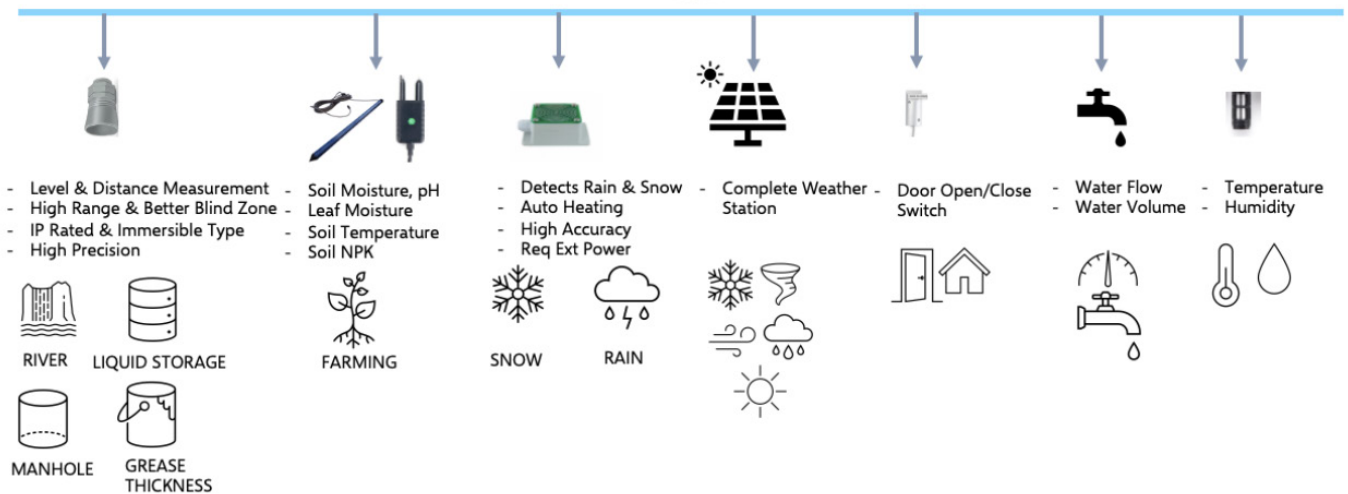 - Level & Distance Measurement
- High Range & Better Blind Zone
- IP Rated & Immersible Type
- High Precision
RIVER
LIQUID STORAGE
MANHOLE
GREASE
THICKNESS
- Soil Moisture, pH
- Leaf Moisture
- Soil Temperature
- Soil NPK
FARMING
- Detects Rain & Snow
- Auto Heating
- High Accuracy
- Req Ext Power
SNOW
RAIN
- Complete Weather
Station
- Door Open/Close
Switch
- Water Flow
- Water Volume
- Temperature
- Humidity